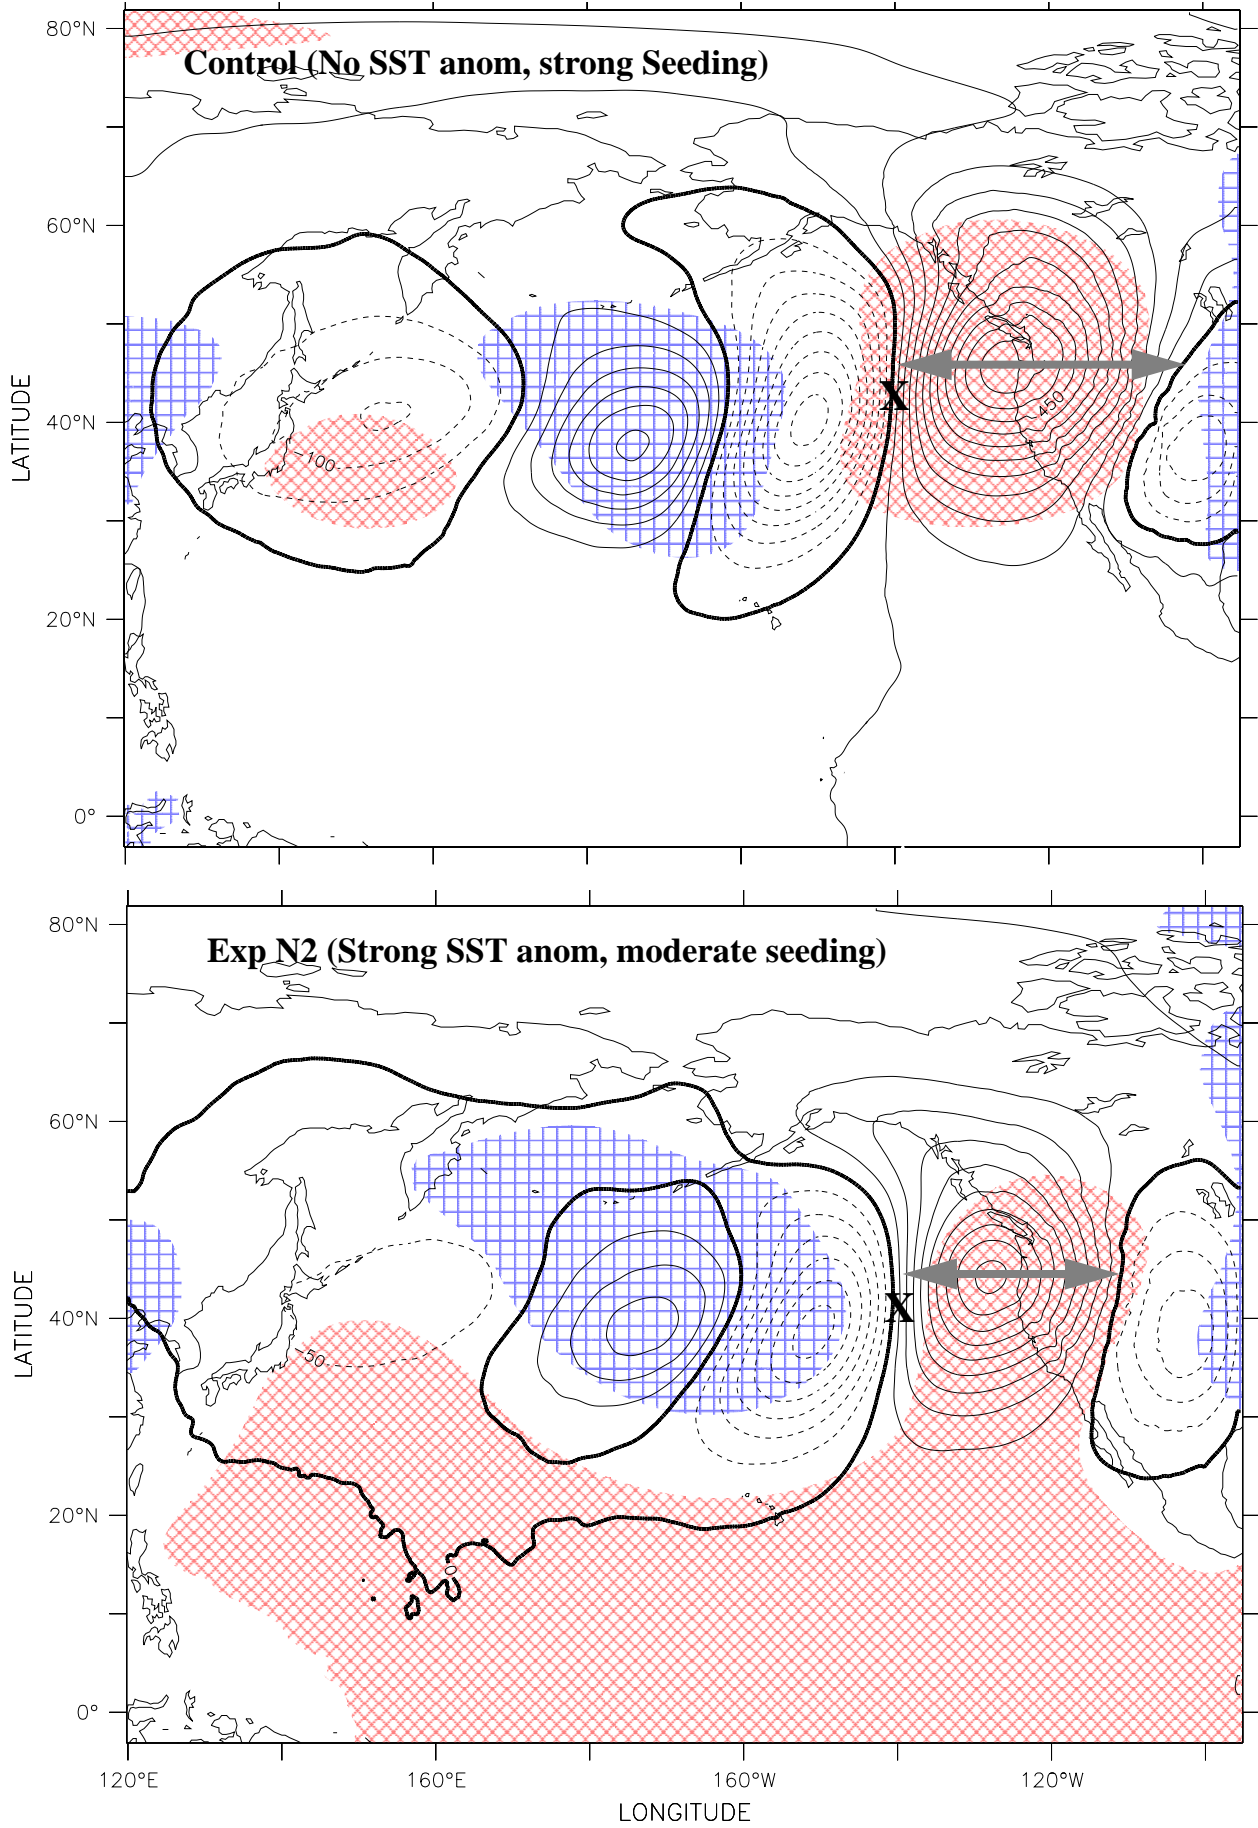 80°N
Control (No SST anom, strong Seeding)
60°N
LATITUDE
40°N
X
450
-100
20°N
0°
80°N
Exp N2 (Strong SST anom, moderate seeding)
60°N
LATITUDE
40°N
X
-50
20°N
0
0°
120°E
160°E
160°W
120°W
LONGITUDE